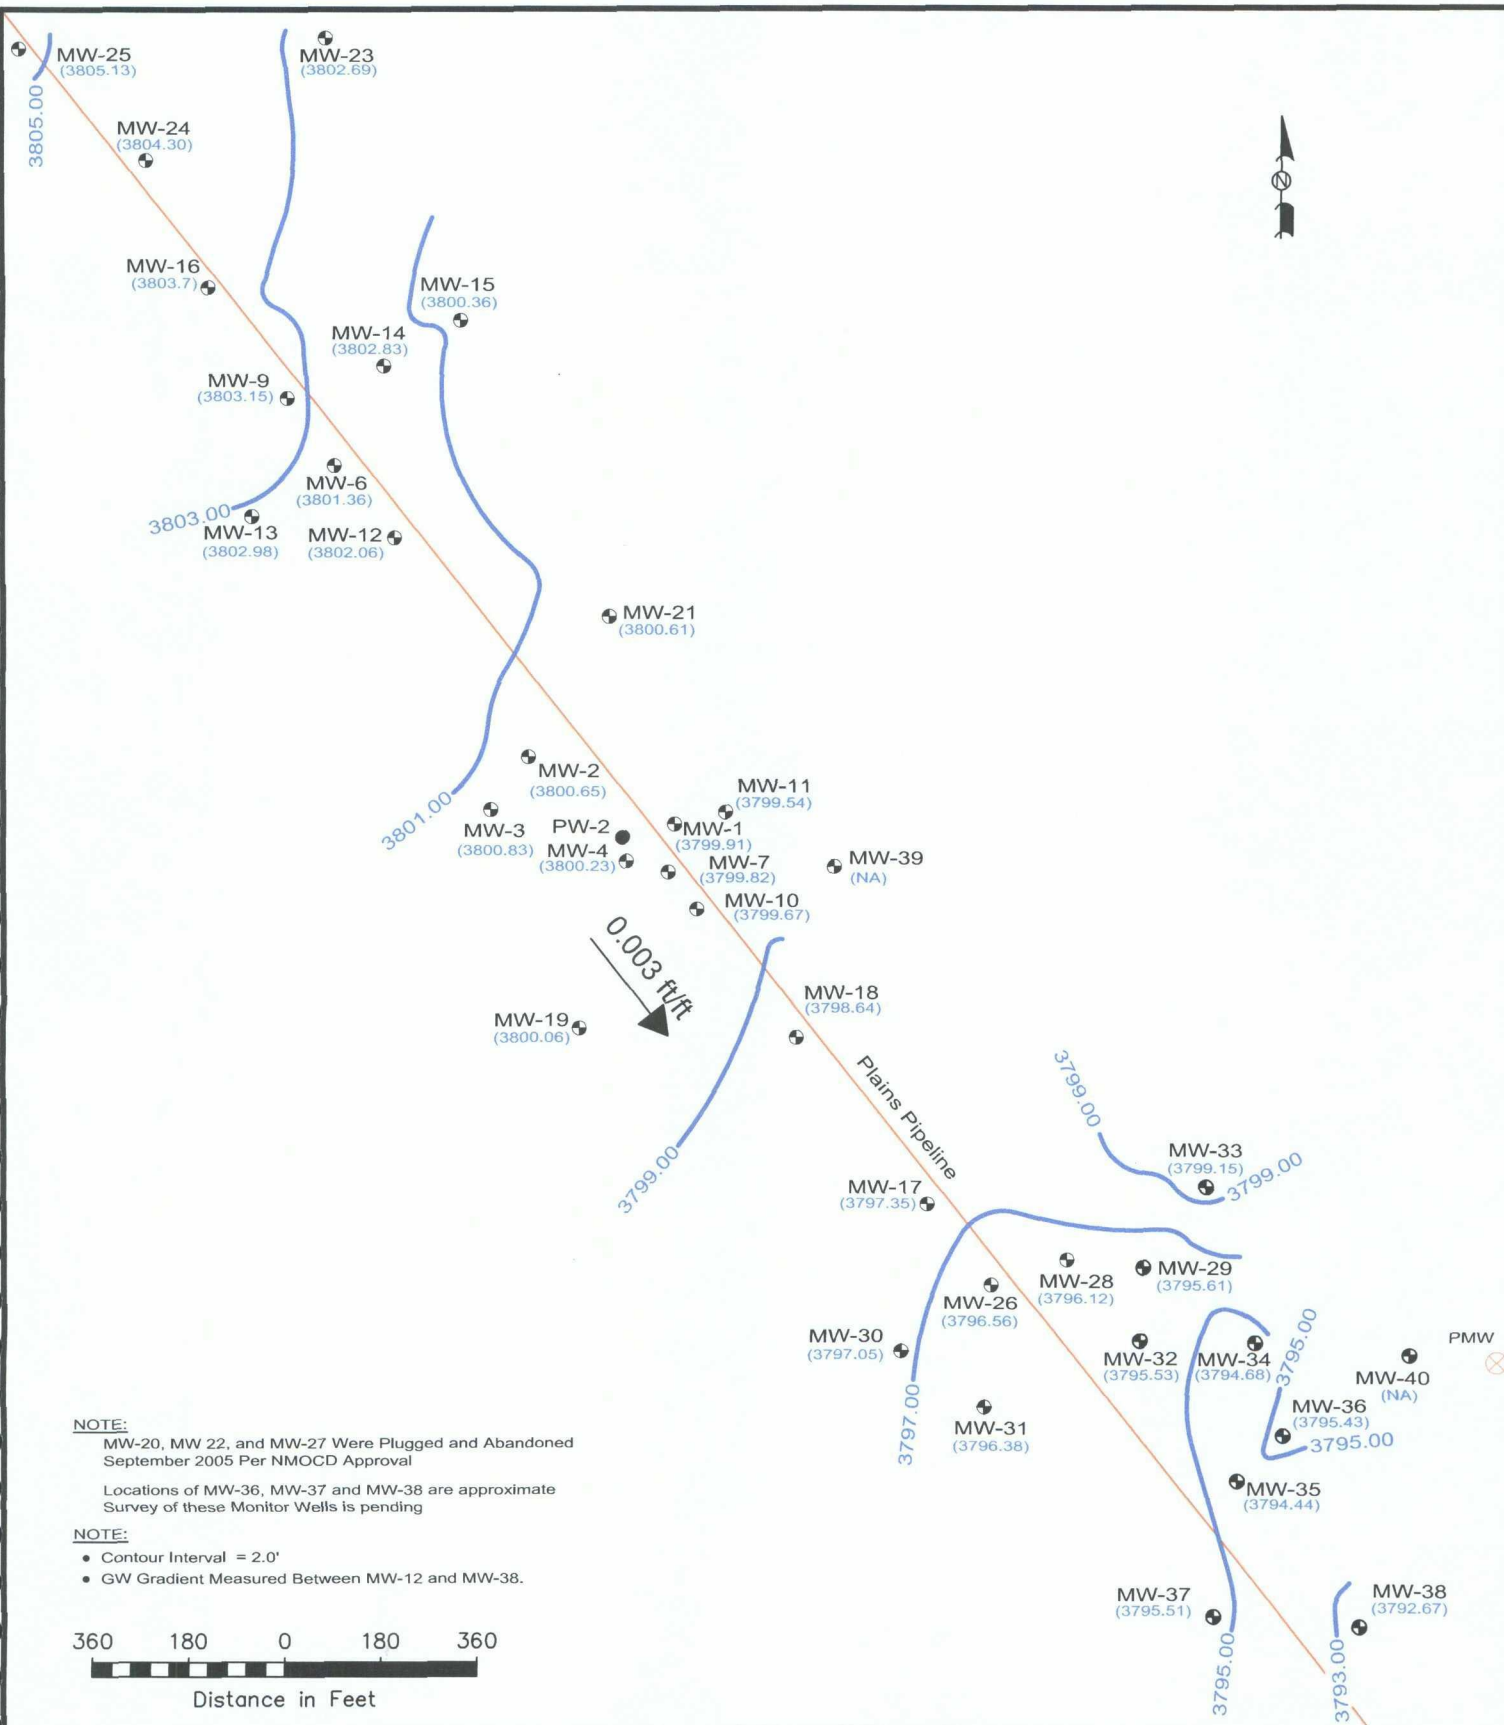 MW-25
(3805.13)
MW-23
(3802.69)
3805.00
MW-24
(3804.30)
N
MW-16
(3803.7)
MW-15
(3800.36)
MW-14
(3802.83)
MW-9
(3803.15)
MW-6
(3801.36)
3803.00
MW-13
(3802.98)
MW-12
(3802.06)
MW-21
(3800.61)
MW-2
(3800.65)
3801.00
MW-11
(3799.54)
MW-3
(3800.83)
PW-2
MW-1
(3799.91)
MW-4
(3800.23)
MW-7
(3799.82)
MW-39
(NA)
MW-10
(3799.67)
0.003 ft/ft
MW-18
(3798.64)
MW-19
(3800.06)
Plains Pipeline
3799.00
3799.00
MW-33
(3799.15)
3799.00
MW-17
(3797.35)
MW-29
(3795.61)
MW-28
(3796.12)
MW-26
(3796.56)
MW-30
(3797.05)
3795.00
PMW
MW-32
(3795.53)
MW-34
(3794.68)
MW-40
(NA)
3797.00
MW-31
(3796.38)
MW-36
(3795.43)
3795.00
MW-35
(3794.44)
MW-37
(3795.51)
MW-38
(3792.67)
3795.00
3793.00
NOTE:
MW-20, MW 22, and MW-27 Were Plugged and Abandoned
September 2005 Per NMOCD Approval
Locations of MW-36, MW-37 and MW-38 are approximate
Survey of these Monitor Wells is pending
NOTE:
• Contour Interval = 2.0'
• GW Gradient Measured Between MW-12 and MW-38.
360 180 0 180 360
Distance in Feet